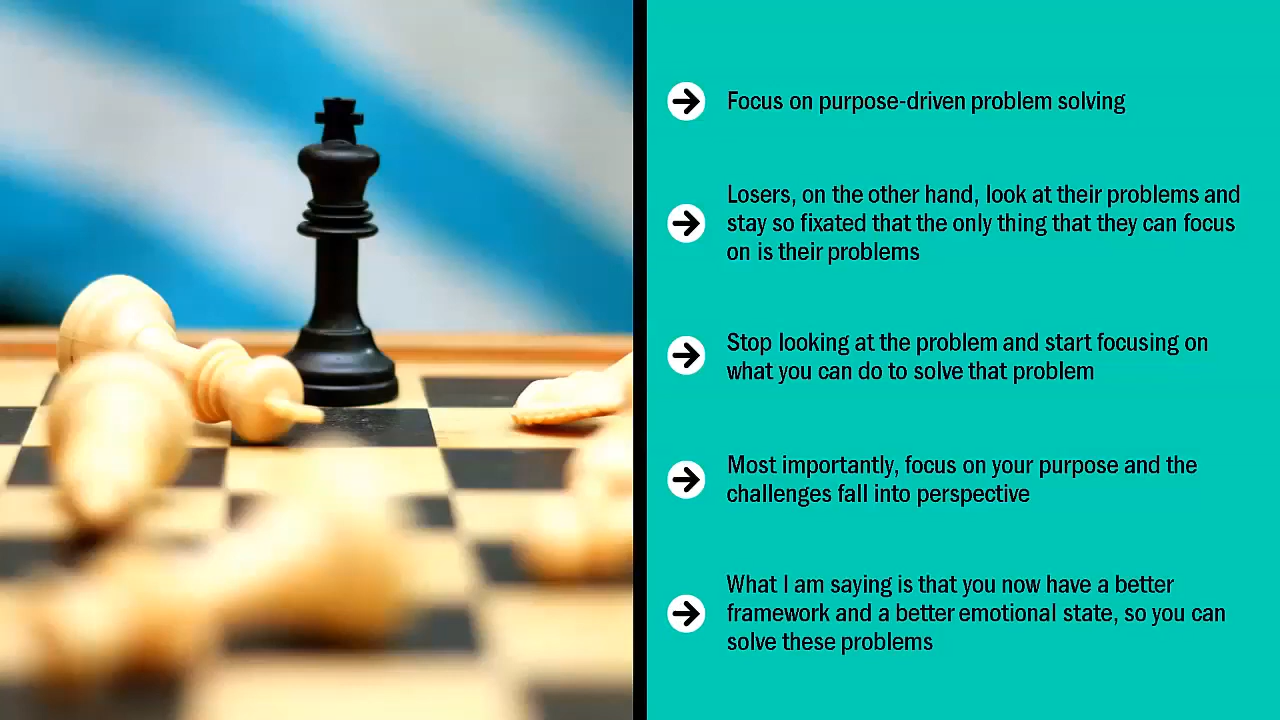 Focus on purpose-driven problem solving
Losers, on the other hand, look at their problems and
stay so fixated that the only thing that they can focus
on is their problems
Stop looking at the problem and start focusing on
what you can do to solve that problem
Most importantly, focus on your purpose and the
challenges fall into perspective
What I am saying is that you now have a better
framework and a better emotional state, so you can
solve these problems